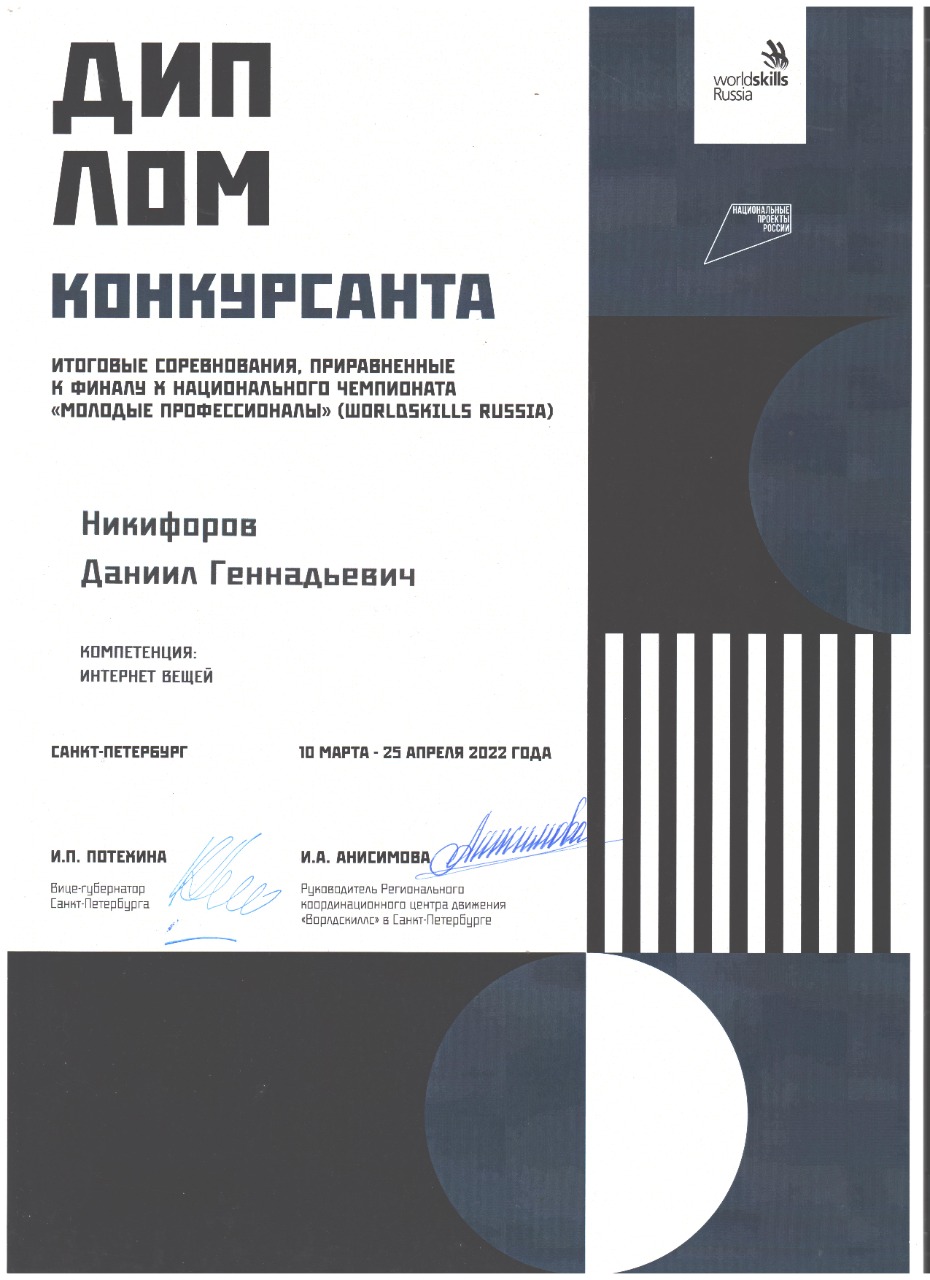 ДИП
ЛОМ
КОНКУРСАНТА
ИТОГОВЫЕ СОРЕВНОВАНИЯ, ПРИРАВНЕННЫЕ
К ФИНАЛУ X НАЦИОНАЛЬНОГО ЧЕМПИОНАТА
«МОЛОДЫЕ ПРОФЕССИОНАЛЫ» (WORLDSKILLS RUSSIA)
Никифоров
Даниил Геннадьевич
КОМПЕТЕНЦИЯ:
ИНТЕРНЕТ ВЕЩЕЙ
САНКТ-ПЕТЕРБУРГ
10 МАРТА - 25 АПРЕЛЯ 2022 ГОДА
И.П. ПОТЕХИНА
Вице-губернатор
Санкт-Петербурга
И.А. АНИСИМОВА
Анисимова
Руководитель Регионального
координационного центра движения
«Ворлдскиллс» в Санкт-Петербурге
worldskills
Russia
НАЦИОНАЛЬНЫЕ
ПРОЕКТЫ
РОССИИ